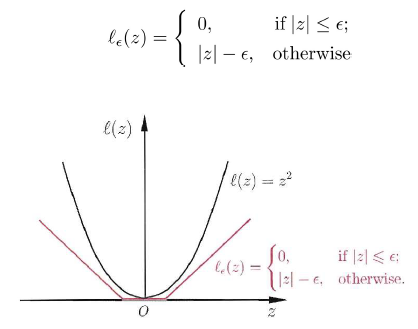 ℓ_ϵ(z) = { 0, if |z| ≤ ϵ;
|z| − ϵ, otherwise
ℓ(z)
ℓ(z) = z²
ℓ_ϵ(z) = { 0, if |z| ⩽ ϵ;
|z| − ϵ, otherwise.
O z